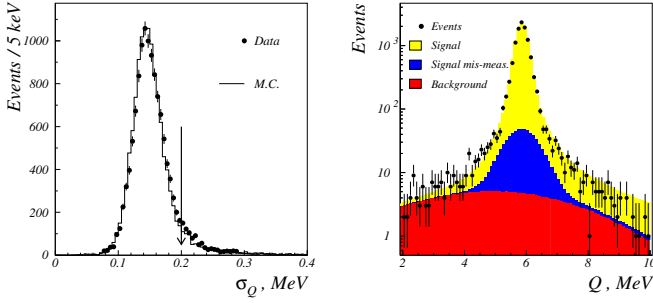 Events / 5 keV
1000
800
600
400
200
0
Data
M.C.
0
0.1
0.2
0.3
0.4
σQ , MeV
Events
10³
10²
10
1
Events
Signal
Signal mis-meas.
Background
2
4
6
8
10
Q , MeV